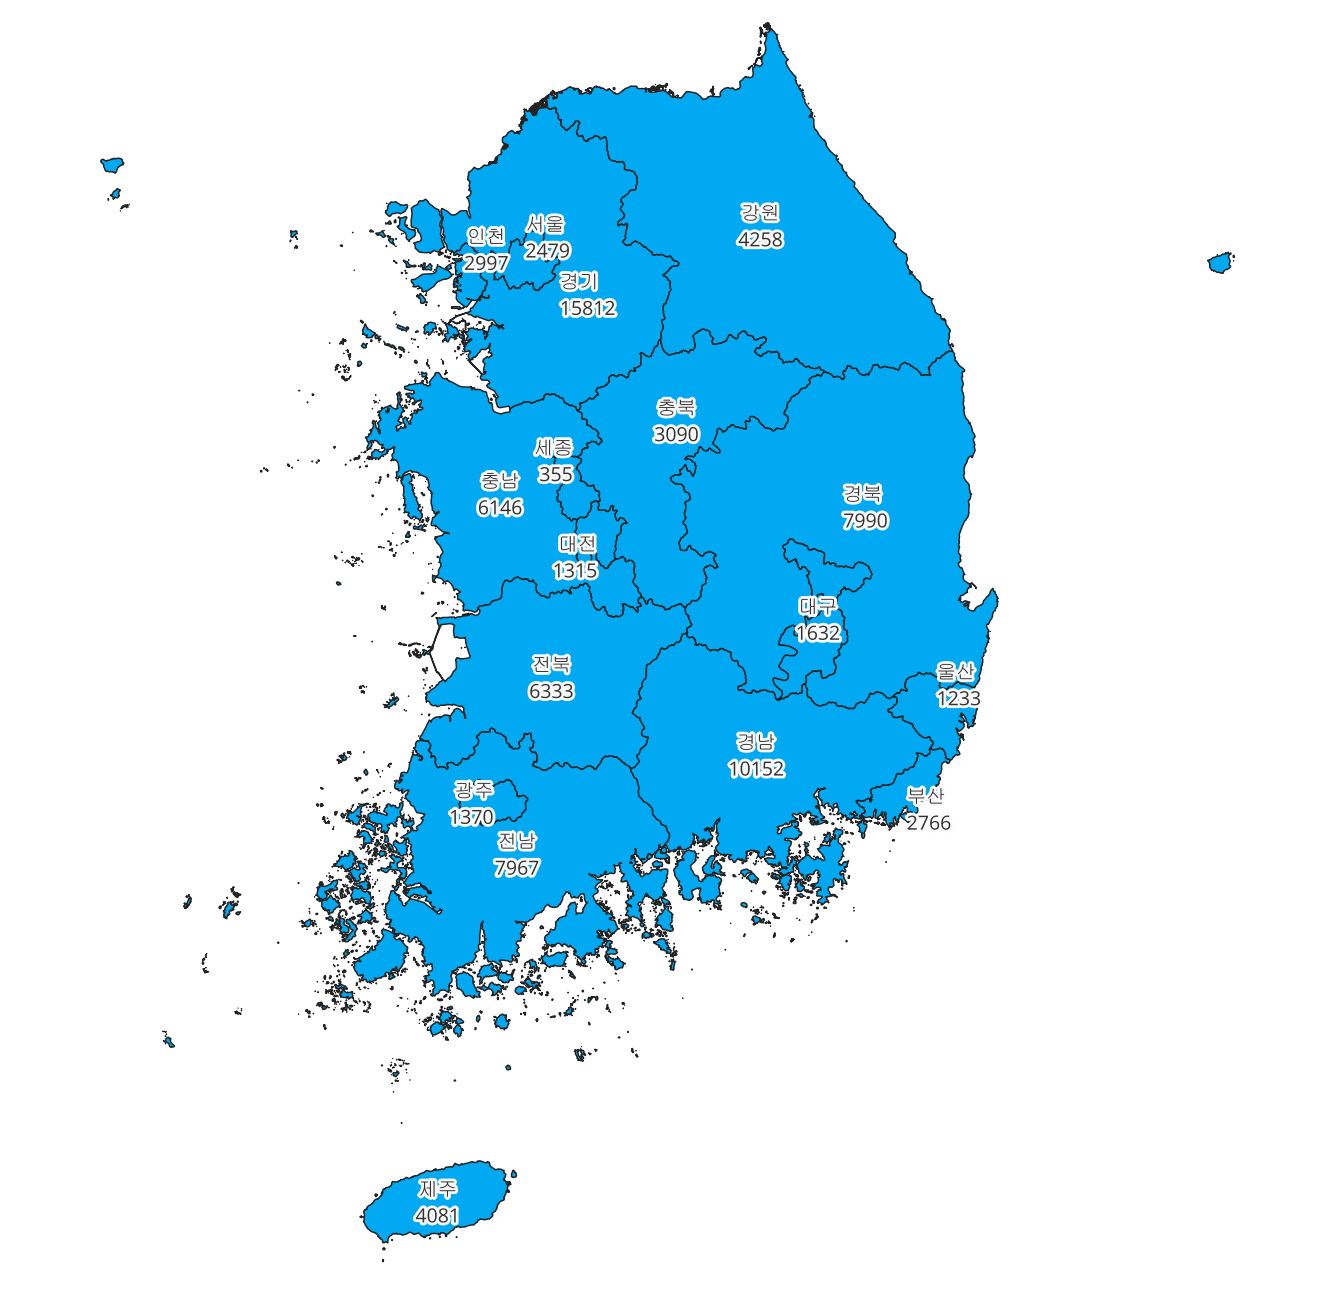 강원
4258
서울
2479
인천
2997
경기
15812
충북
3090
세종
355
충남
6146
경북
7990
대전
1315
대구
1632
전북
6333
울산
1233
경남
10152
광주
1370
부산
2766
전남
7967
제주
4081